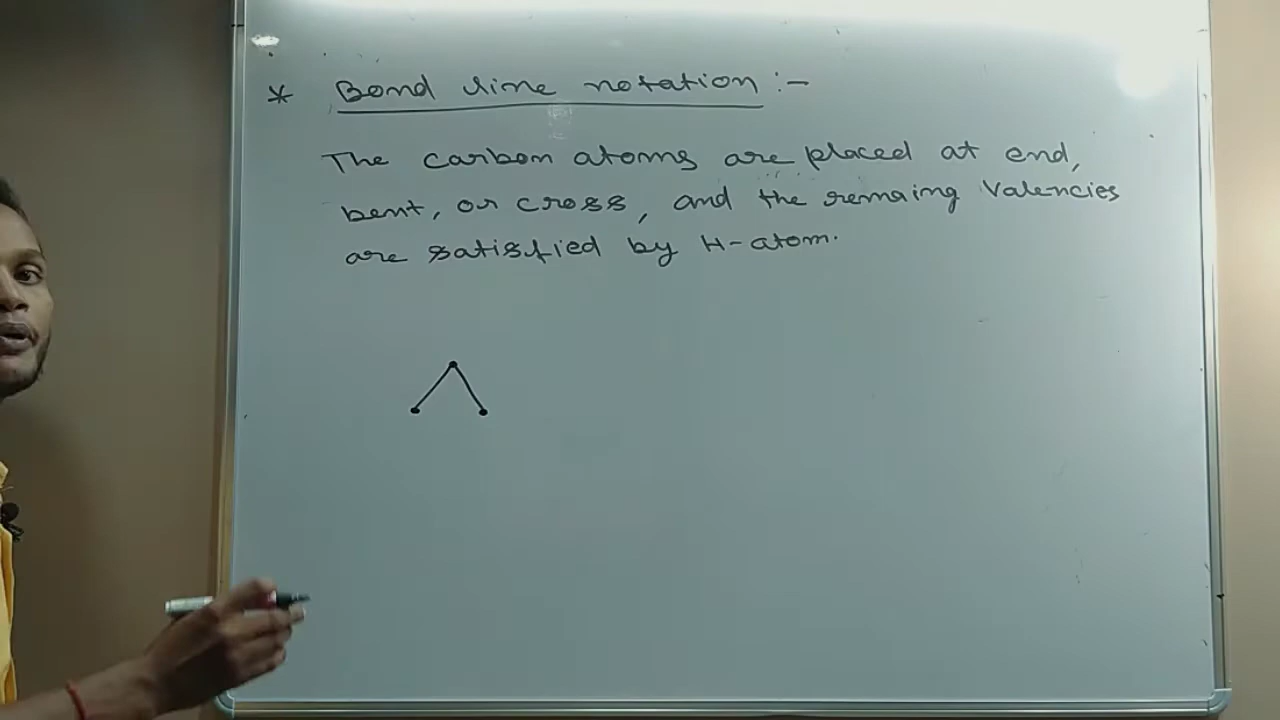 * Bond line notation :-
The carbon atoms are placed at end,
bent, or cross, and the remaing valencies
are satisfied by H-atom.